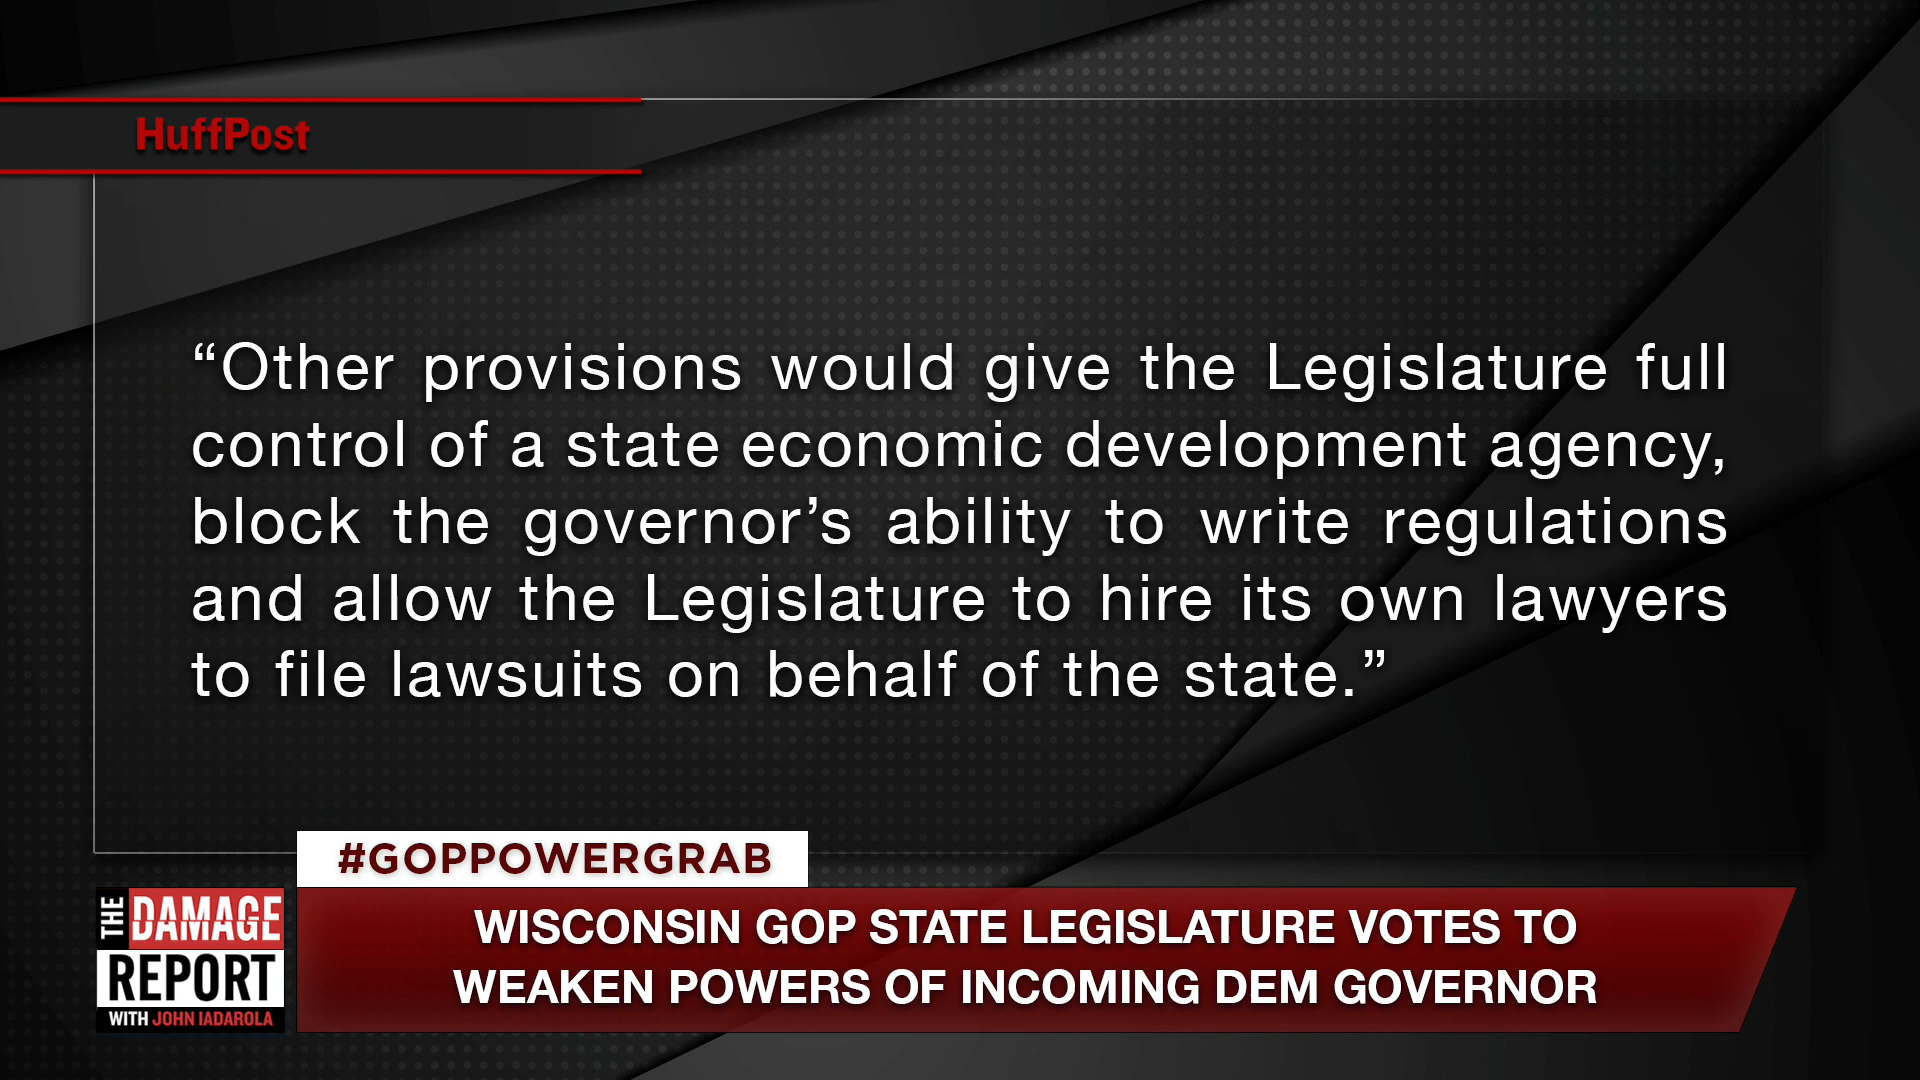 HuffPost
“Other provisions would give the Legislature full
control of a state economic development agency,
block the governor’s ability to write regulations
and allow the Legislature to hire its own lawyers
to file lawsuits on behalf of the state.”
#GOPPOWERGRAB
WISCONSIN GOP STATE LEGISLATURE VOTES TO
WEAKEN POWERS OF INCOMING DEM GOVERNOR
THE DAMAGE
REPORT
WITH JOHN IADAROLA